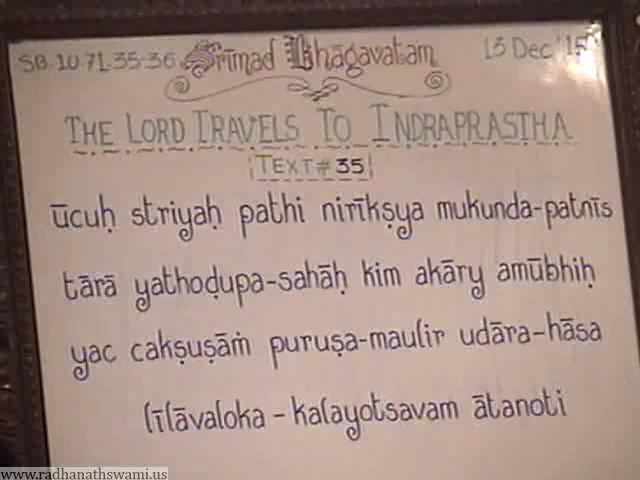 SB.10.71.35-36 Śrīmad Bhāgavatam 13 Dec '15
THE LORD TRAVELS TO INDRAPRASTHA
TEXT# 35
ūcuḥ striyaḥ pathi nirīkṣya mukunda-patnīs
tārā yathoḍupa-sahāḥ kim akāry amūbhiḥ
yac cakṣuṣāṁ puruṣa-maulir udāra-hāsa
līlāvaloka-kalayotsavaṁ ātanoti
www.radhanathswami.us